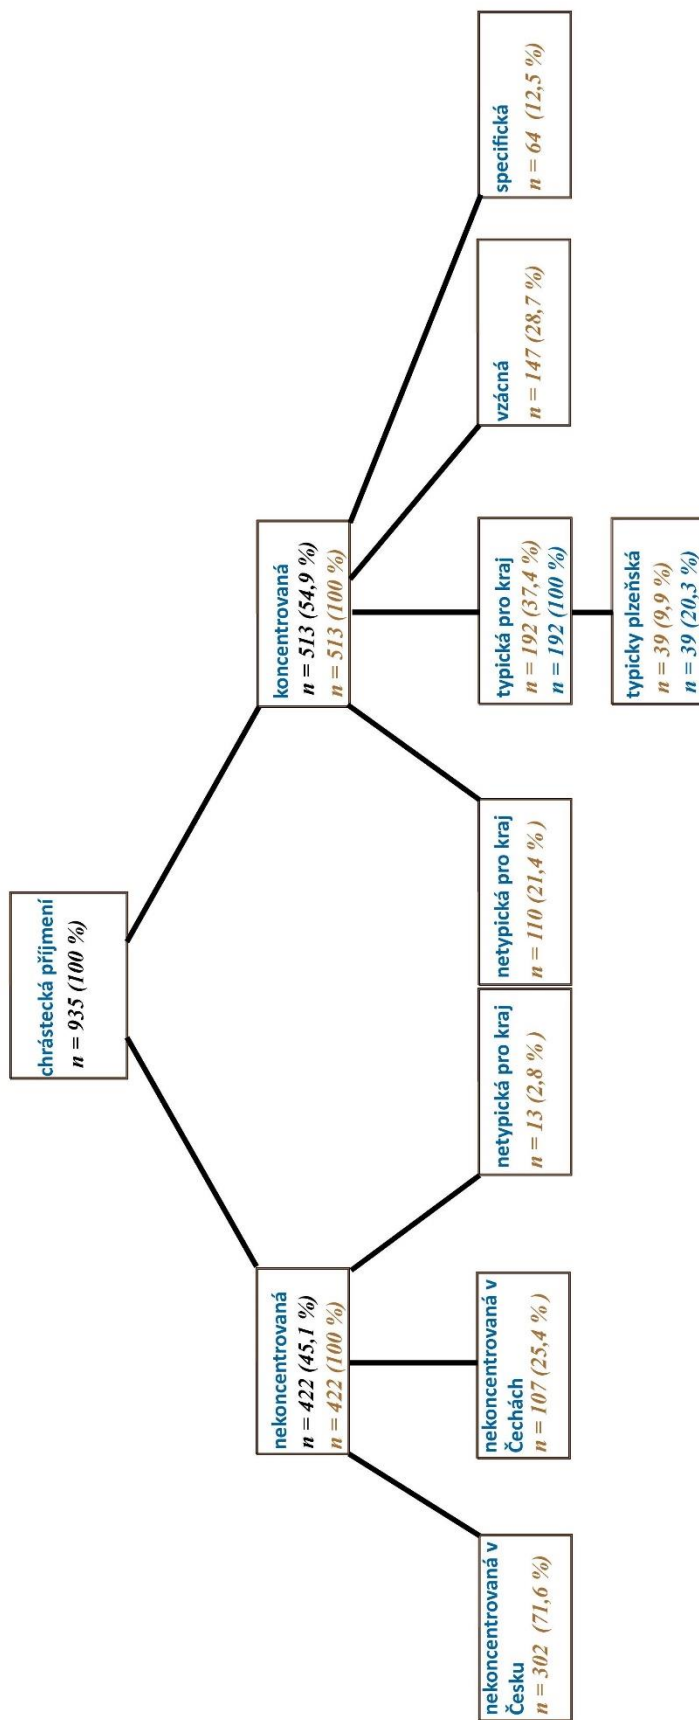 chrástecká příjmení
n = 935 (100 %)
nekoncentrovaná
n = 422 (45,1 %)
n = 422 (100 %)
koncentrovaná
n = 513 (54,9 %)
n = 513 (100 %)
nekoncentrovaná v
Česku
n = 302 (71,6 %)
nekoncentrovaná v
Čechách
n = 107 (25,4 % )
netypická pro kraj
n = 13 (2,8 % )
netypická pro kraj
n = 110 (21,4 % )
typická pro kraj
n = 192 (37,4 %)
n = 192 (100 %)
vzácná
n = 147 (28,7 %)
specifická
n = 64 (12,5 %)
typicky plzeňská
n = 39 (9,9 %)
n = 39 (20,3 %)